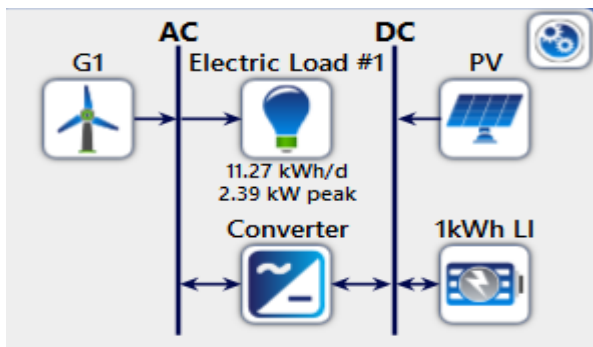 AC
DC
G1
Electric Load #1
PV
11.27 kWh/d
2.39 kW peak
Converter
1kWh LI